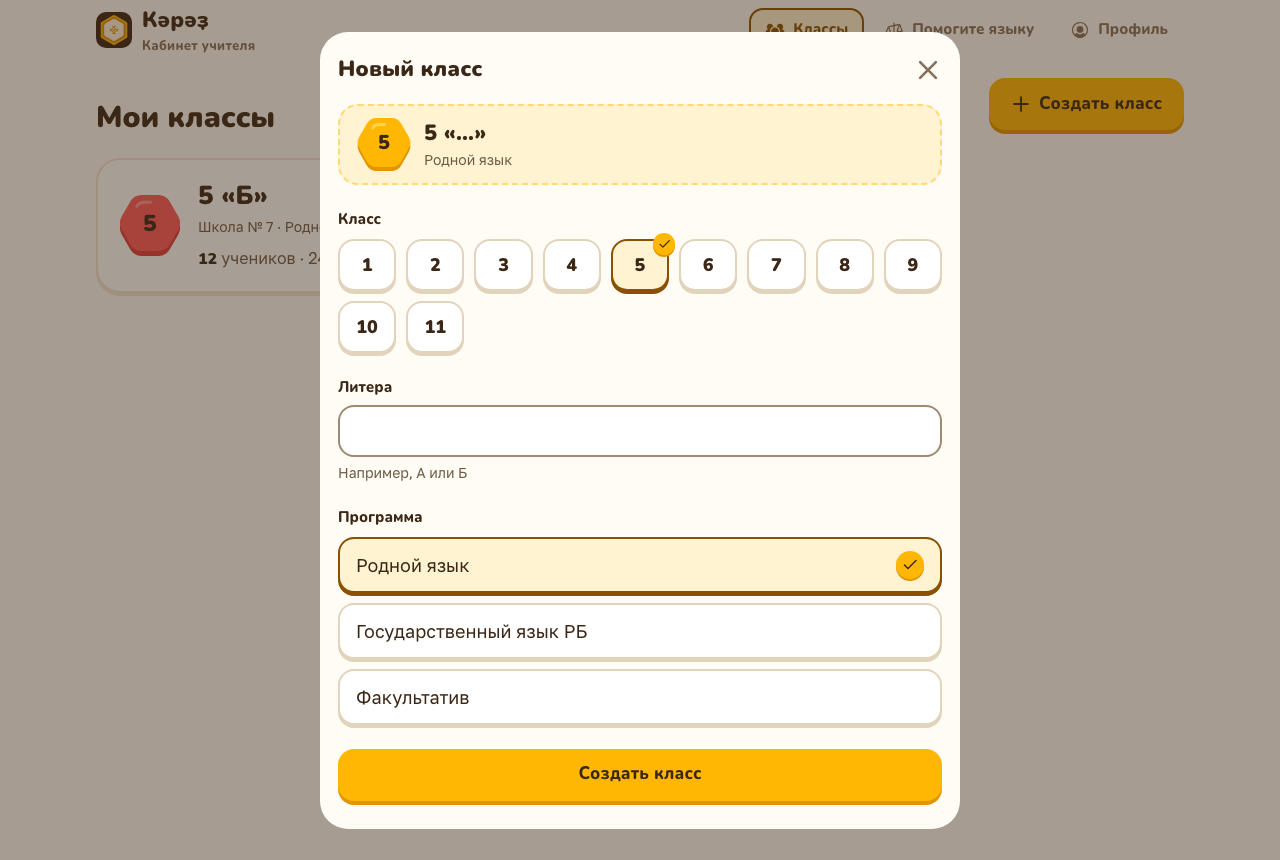 Кәрәҙ
Кабинет учителя
Классы
Помогите языку
Профиль
Мои классы
Создать класс
5
5 «Б»
Школа № 7 · Родн
12 учеников · 24
Новый класс
5
5 «…»
Родной язык
Класс
1 2 3 4 5 6 7 8 9
10 11
Литера
Например, А или Б
Программа
Родной язык
Государственный язык РБ
Факультатив
Создать класс